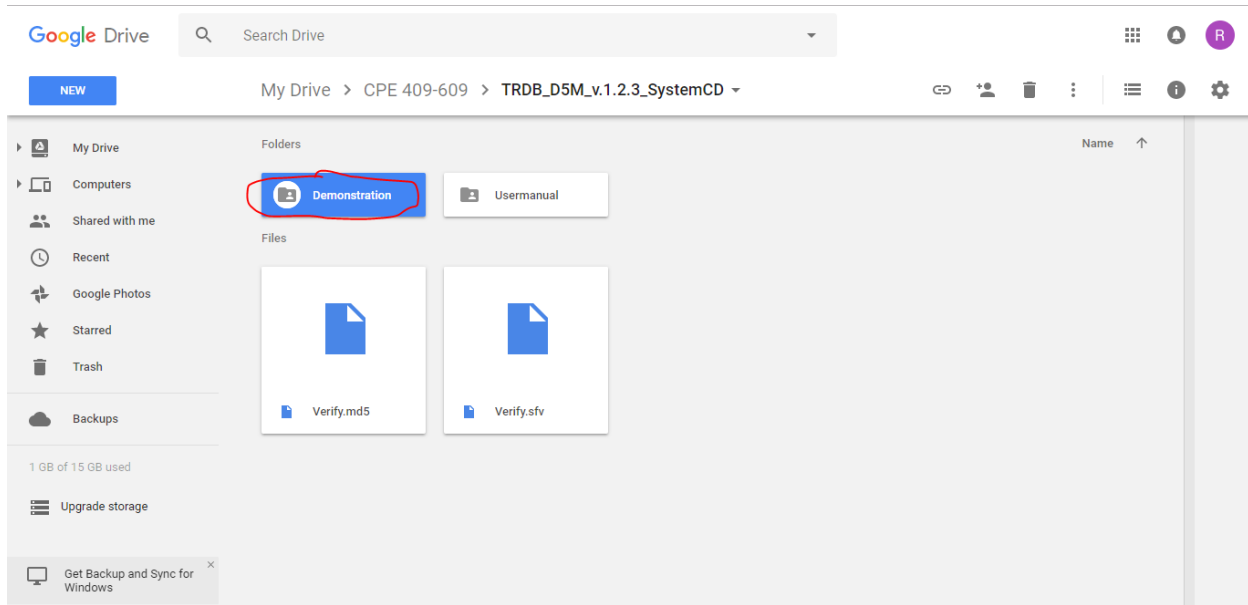 Google Drive
Search Drive
R
NEW
My Drive > CPE 409-609 > TRDB_D5M_v.1.2.3_SystemCD
My Drive
Computers
Shared with me
Recent
Google Photos
Starred
Trash
Backups
1 GB of 15 GB used
Upgrade storage
Get Backup and Sync for
Windows
Folders
Name
Demonstration
Usermanual
Files
Verify.md5
Verify.sfv